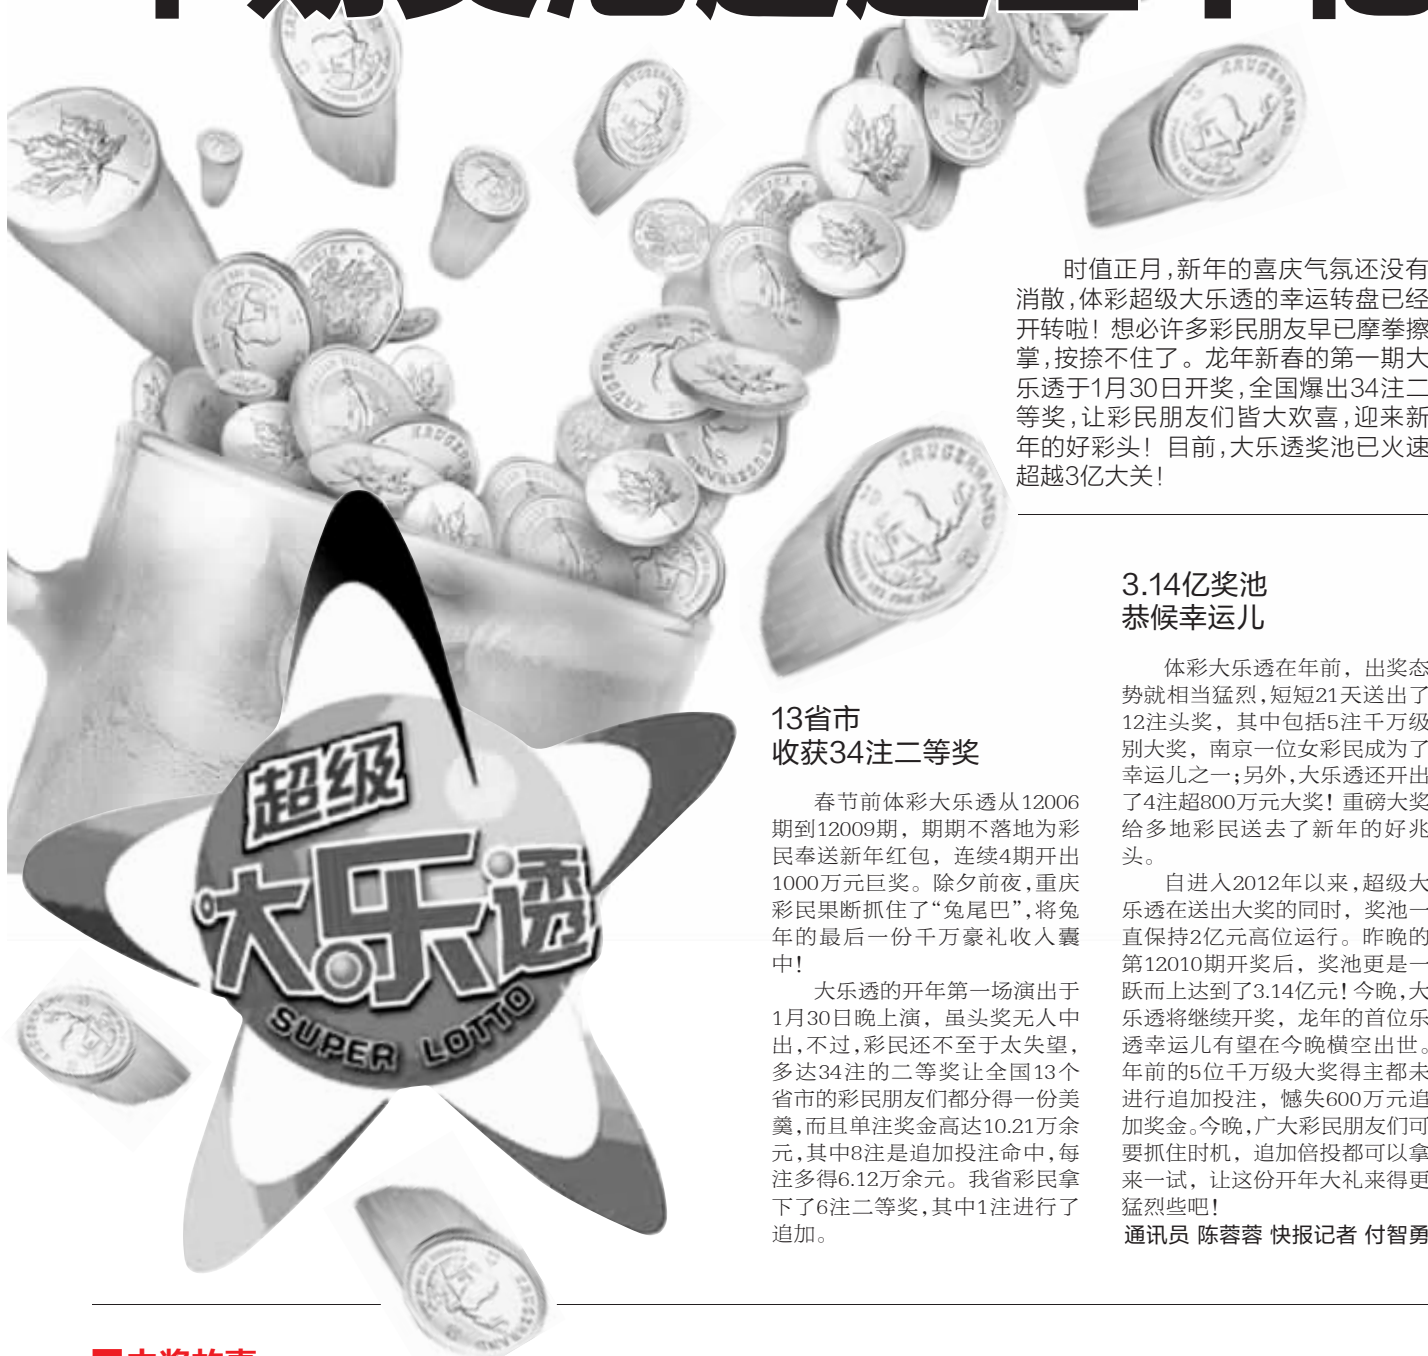 时值正月，新年的喜庆气氛还没有
消散，体彩超级大乐透的幸运转盘已经
开转啦！想必许多彩民朋友早已摩拳擦
掌，按捺不住了。龙年新春的第一期大
乐透于1月30日开奖，全国爆出34注二
等奖，让彩民朋友们皆大欢喜，迎来新
年的好彩头！目前，大乐透奖池已火速
超越3亿大关！
13省市
收获34注二等奖
春节前体彩大乐透从12006
期到12009期，期期不落地为彩
民奉送新年红包，连续4期开出
1000万元巨奖。除夕前夜，重庆
彩民果断抓住了“兔尾巴”，将兔
年的最后一份千万豪礼收入囊
中！
大乐透的开年第一场演出于
1月30日晚上演，虽头奖无人中
出，不过，彩民还不至于太失望，
多达34注的二等奖让全国13个
省市的彩民朋友们都分得一份美
羹，而且单注奖金高达10.21万余
元，其中8注是追加投注命中，每
注多得6.12万余元。我省彩民拿
下了6注二等奖，其中1注进行了
追加。
3.14亿奖池
恭候幸运儿
体彩大乐透在年前，出奖态
势就相当猛烈，短短21天送出了
12注头奖，其中包括5注千万级
别大奖，南京一位女彩民成为了
幸运儿之一；另外，大乐透还开出
了4注超800万元大奖！重磅大奖
给多地彩民送去了新年的好兆
头。
自进入2012年以来，超级大
乐透在送出大奖的同时，奖池一
直保持2亿元高位运行。昨晚的
第12010期开奖后，奖池更是一
跃而上达到了3.14亿元！今晚，大
乐透将继续开奖，龙年的首位乐
透幸运儿有望在今晚横空出世。
年前的5位千万级大奖得主都未
进行追加投注，憾失600万元追
加奖金。今晚，广大彩民朋友们可
要抓住时机，追加倍投都可以拿
来一试，让这份开年大礼来得更
猛烈些吧！
通讯员 陈蓉蓉 快报记者 付智勇
超级
大乐透
SUPER LOTTO